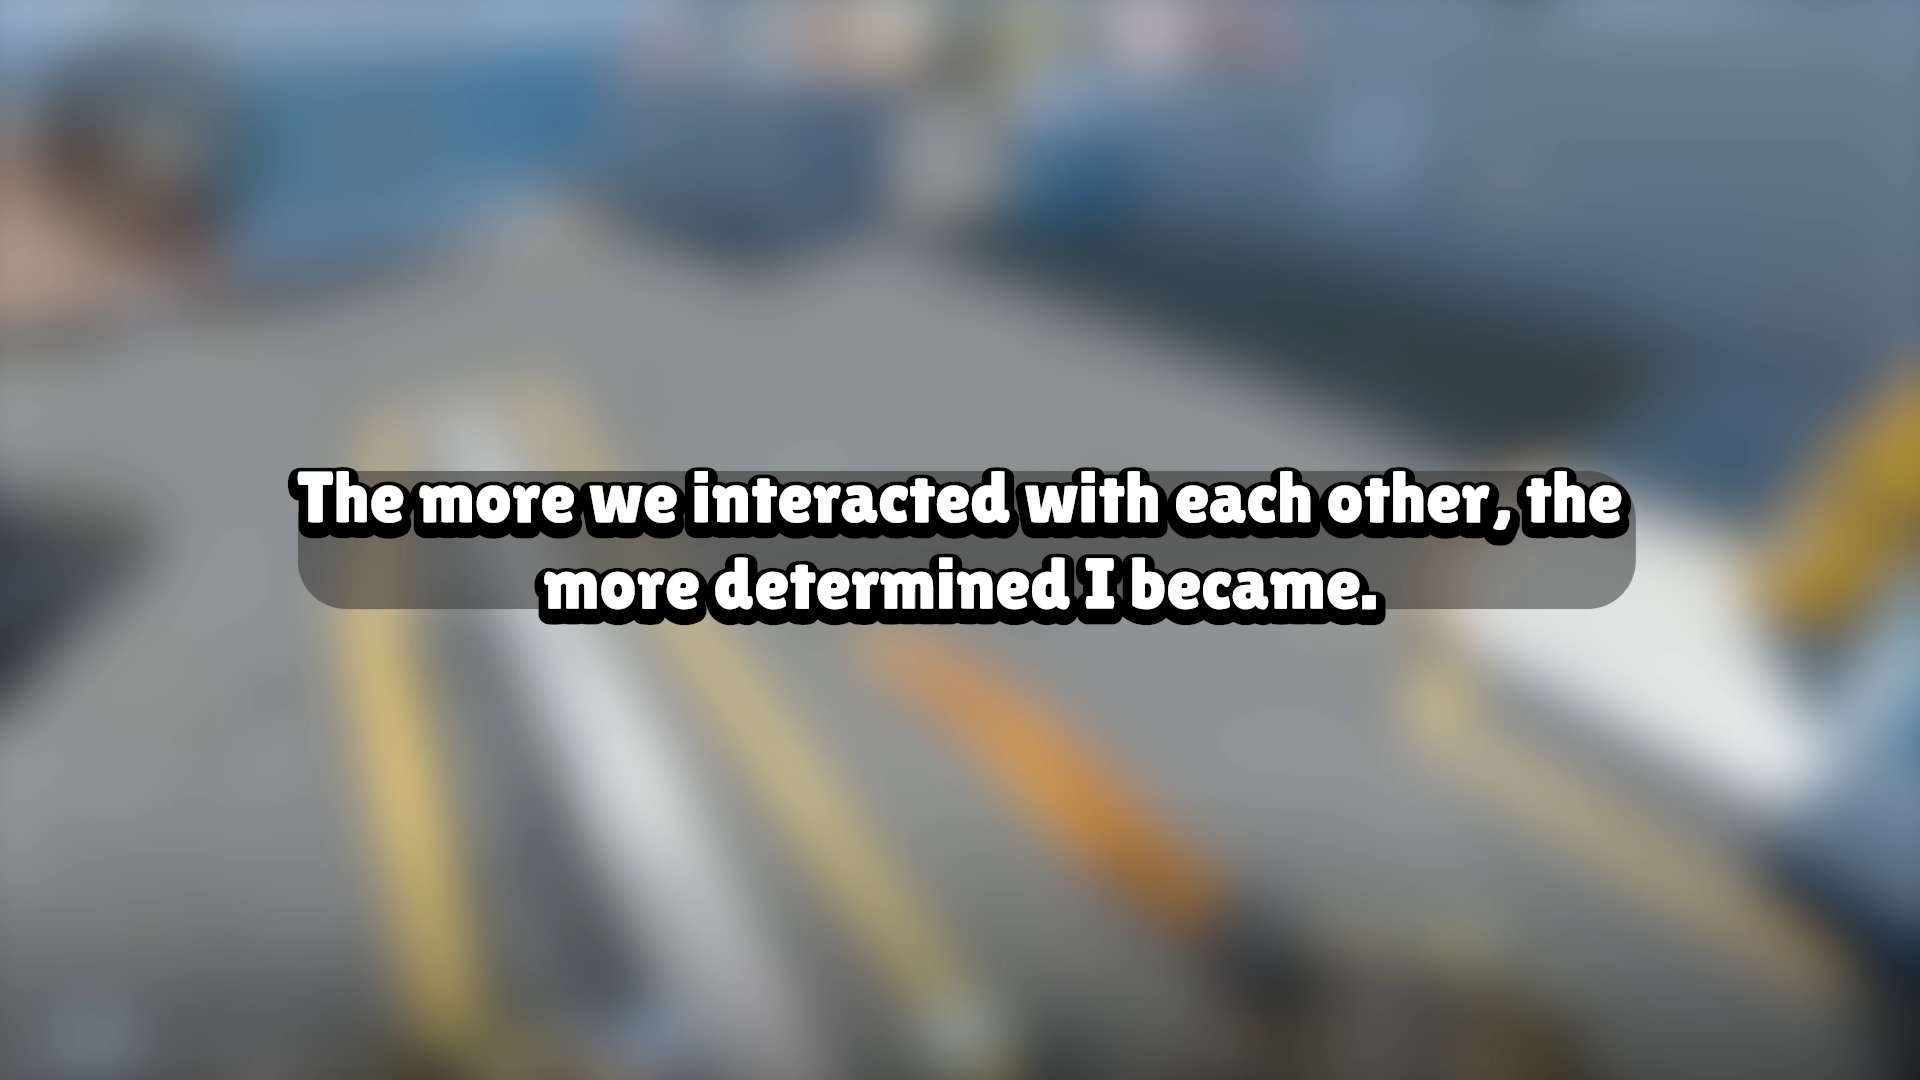 The more we interacted with each other, the
more determined I became.